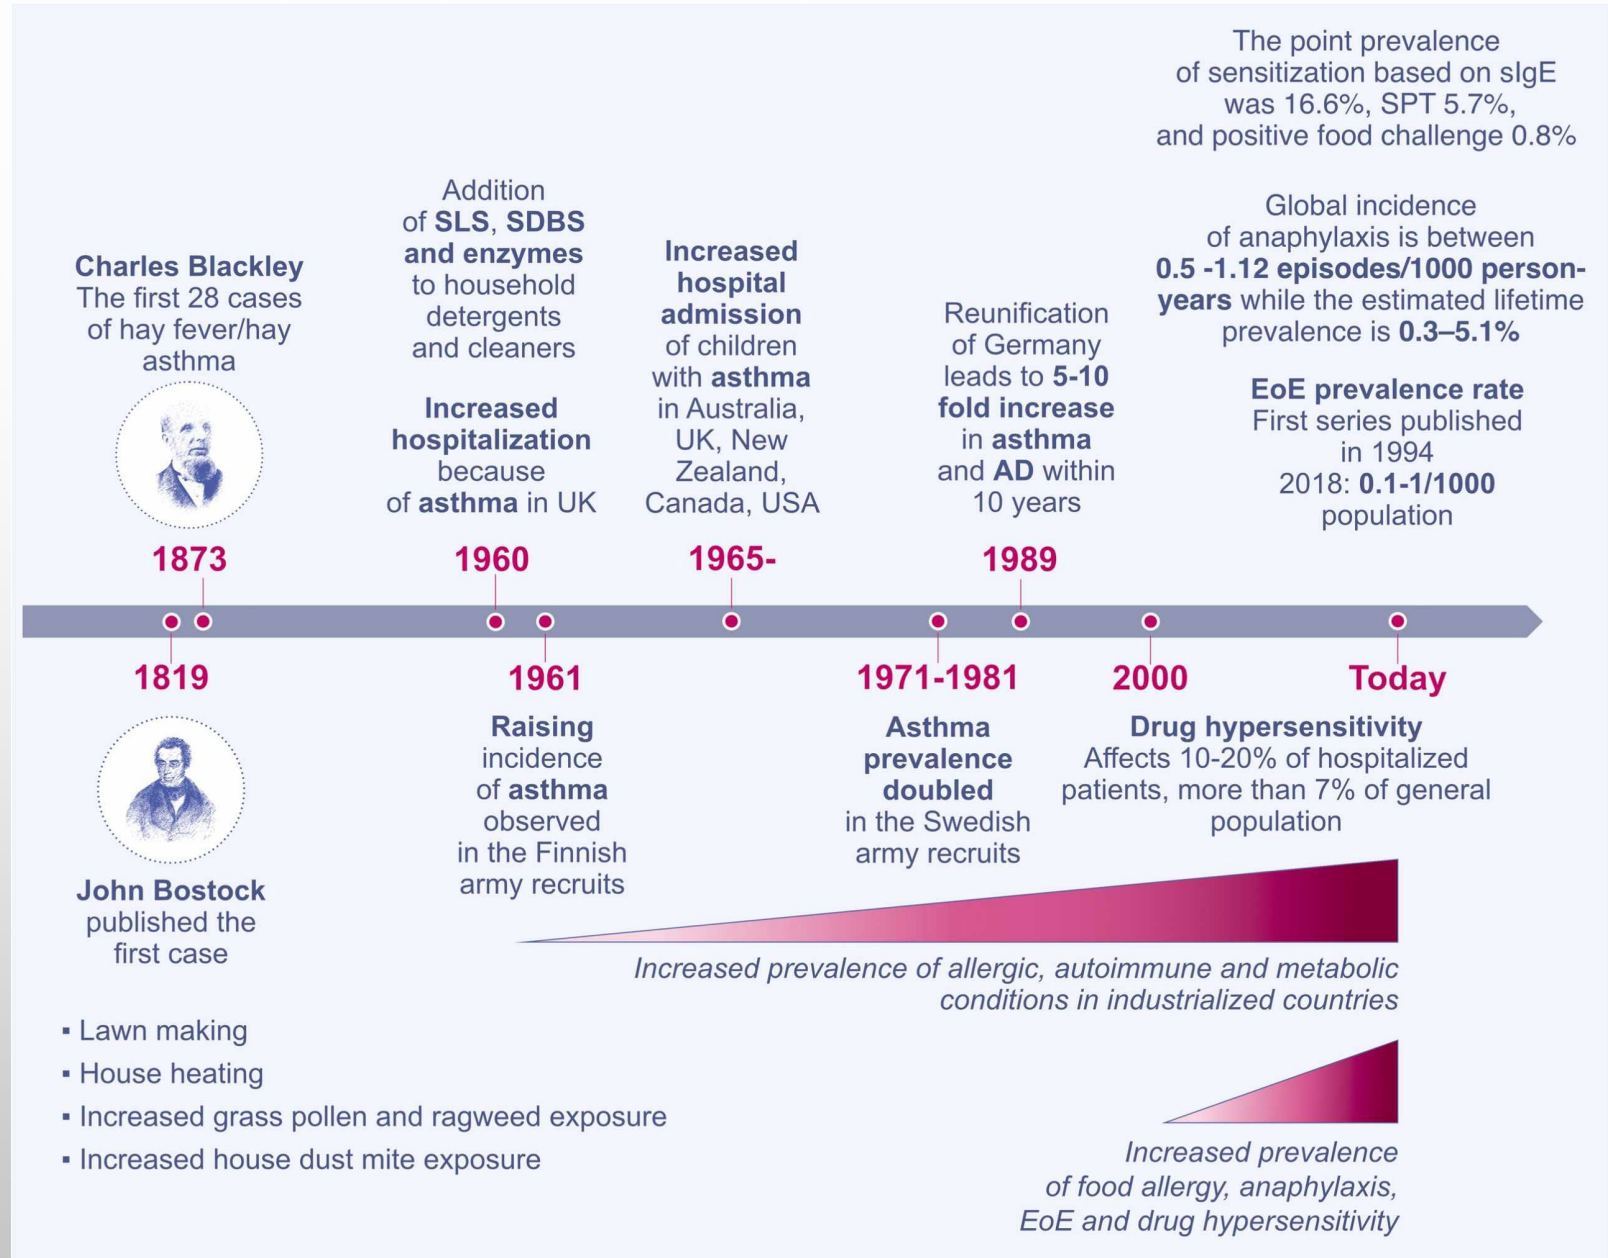 The point prevalence
of sensitization based on sIgE
was 16.6%, SPT 5.7%,
and positive food challenge 0.8%
Global incidence
of anaphylaxis is between
0.5 -1.12 episodes/1000 person-
years while the estimated lifetime
prevalence is 0.3–5.1%
EoE prevalence rate
First series published
in 1994
2018: 0.1-1/1000
population
Charles Blackley
The first 28 cases
of hay fever/hay
asthma
1873
Addition
of SLS, SDBS
and enzymes
to household
detergents
and cleaners
Increased
hospitalization
because
of asthma in UK
1960
Increased
hospital
admission
of children
with asthma
in Australia,
UK, New
Zealand,
Canada, USA
1965-
Reunification
of Germany
leads to 5-10
fold increase
in asthma
and AD within
10 years
1989
1819
John Bostock
published the
first case
1961
Raising
incidence
of asthma
observed
in the Finnish
army recruits
1971-1981
Asthma
prevalence
doubled
in the Swedish
army recruits
2000
Today
Drug hypersensitivity
Affects 10-20% of hospitalized
patients, more than 7% of general
population
Increased prevalence of allergic, autoimmune and metabolic
conditions in industrialized countries
▪ Lawn making
▪ House heating
▪ Increased grass pollen and ragweed exposure
▪ Increased house dust mite exposure
Increased prevalence
of food allergy, anaphylaxis,
EoE and drug hypersensitivity